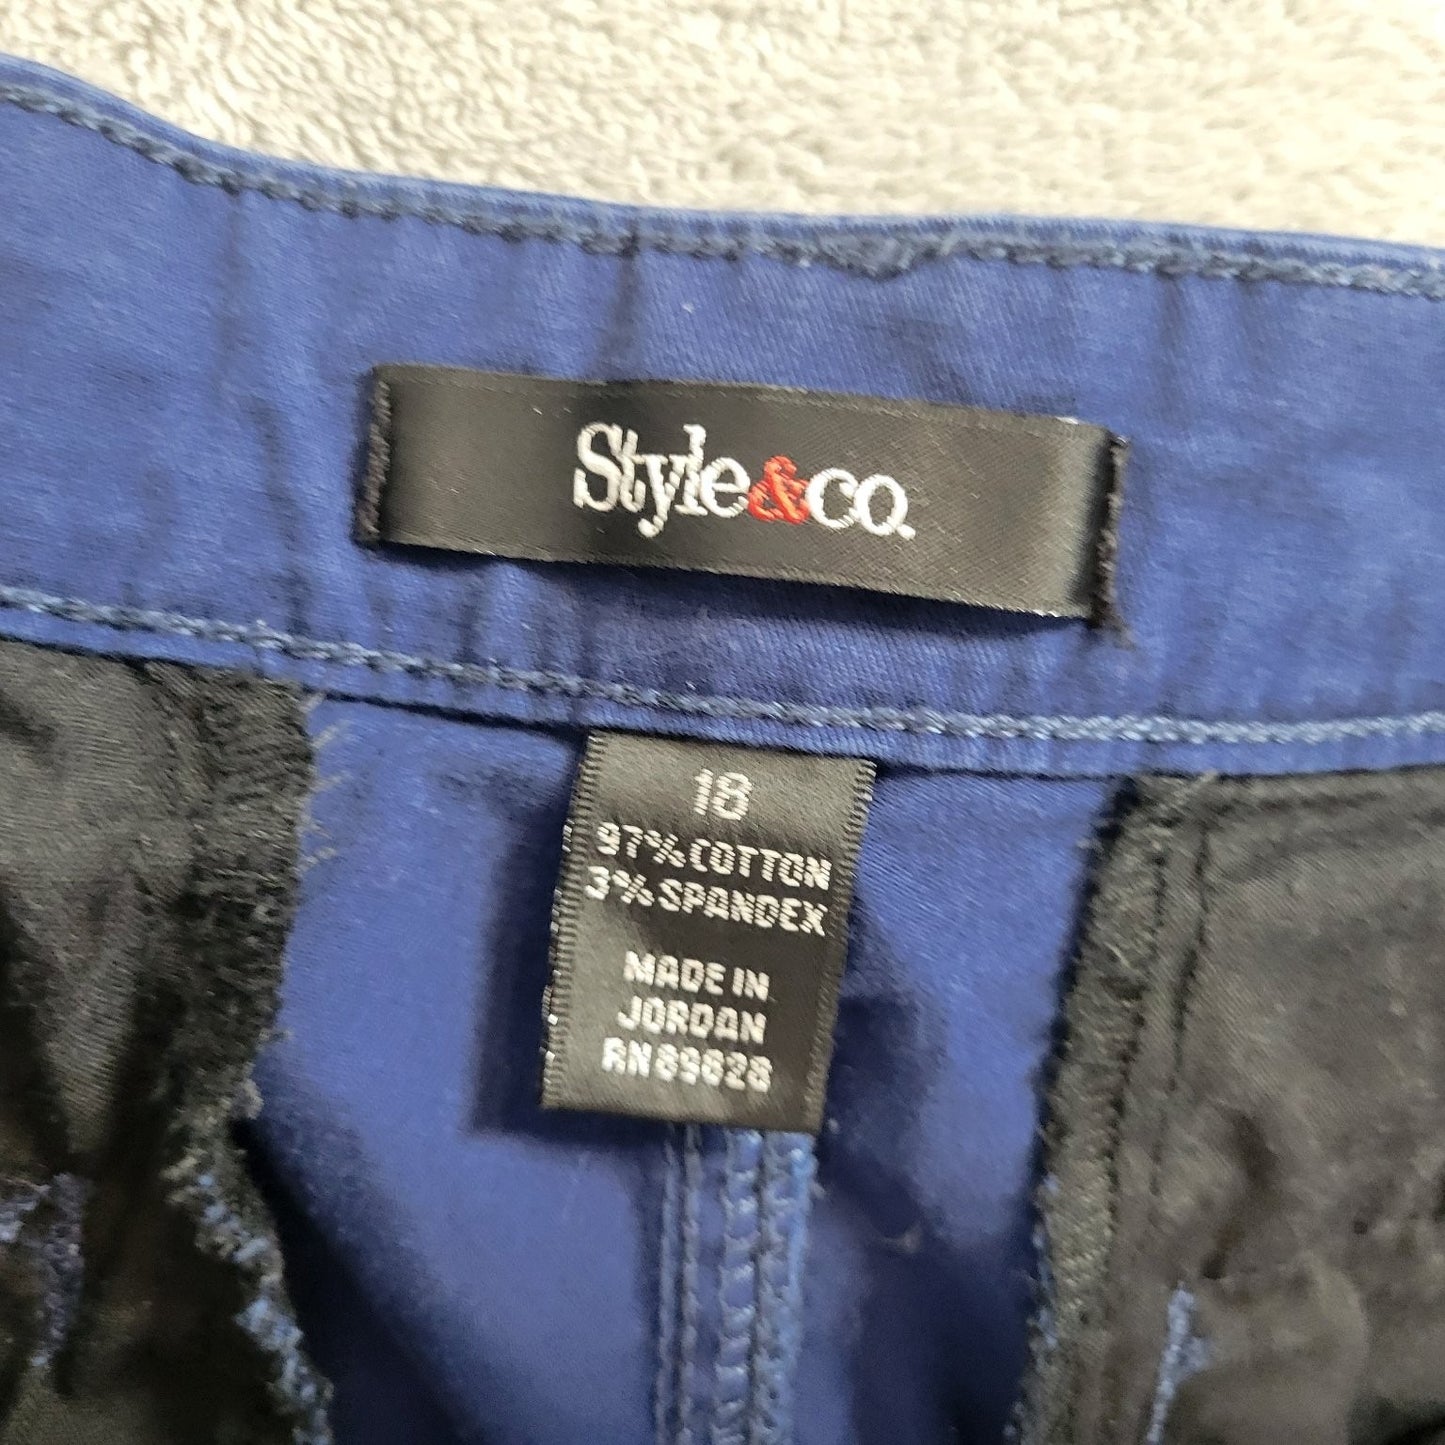 Style&co.
18
97% COTTON
3% SPANDEX
MADE IN
JORDAN
RN 89828